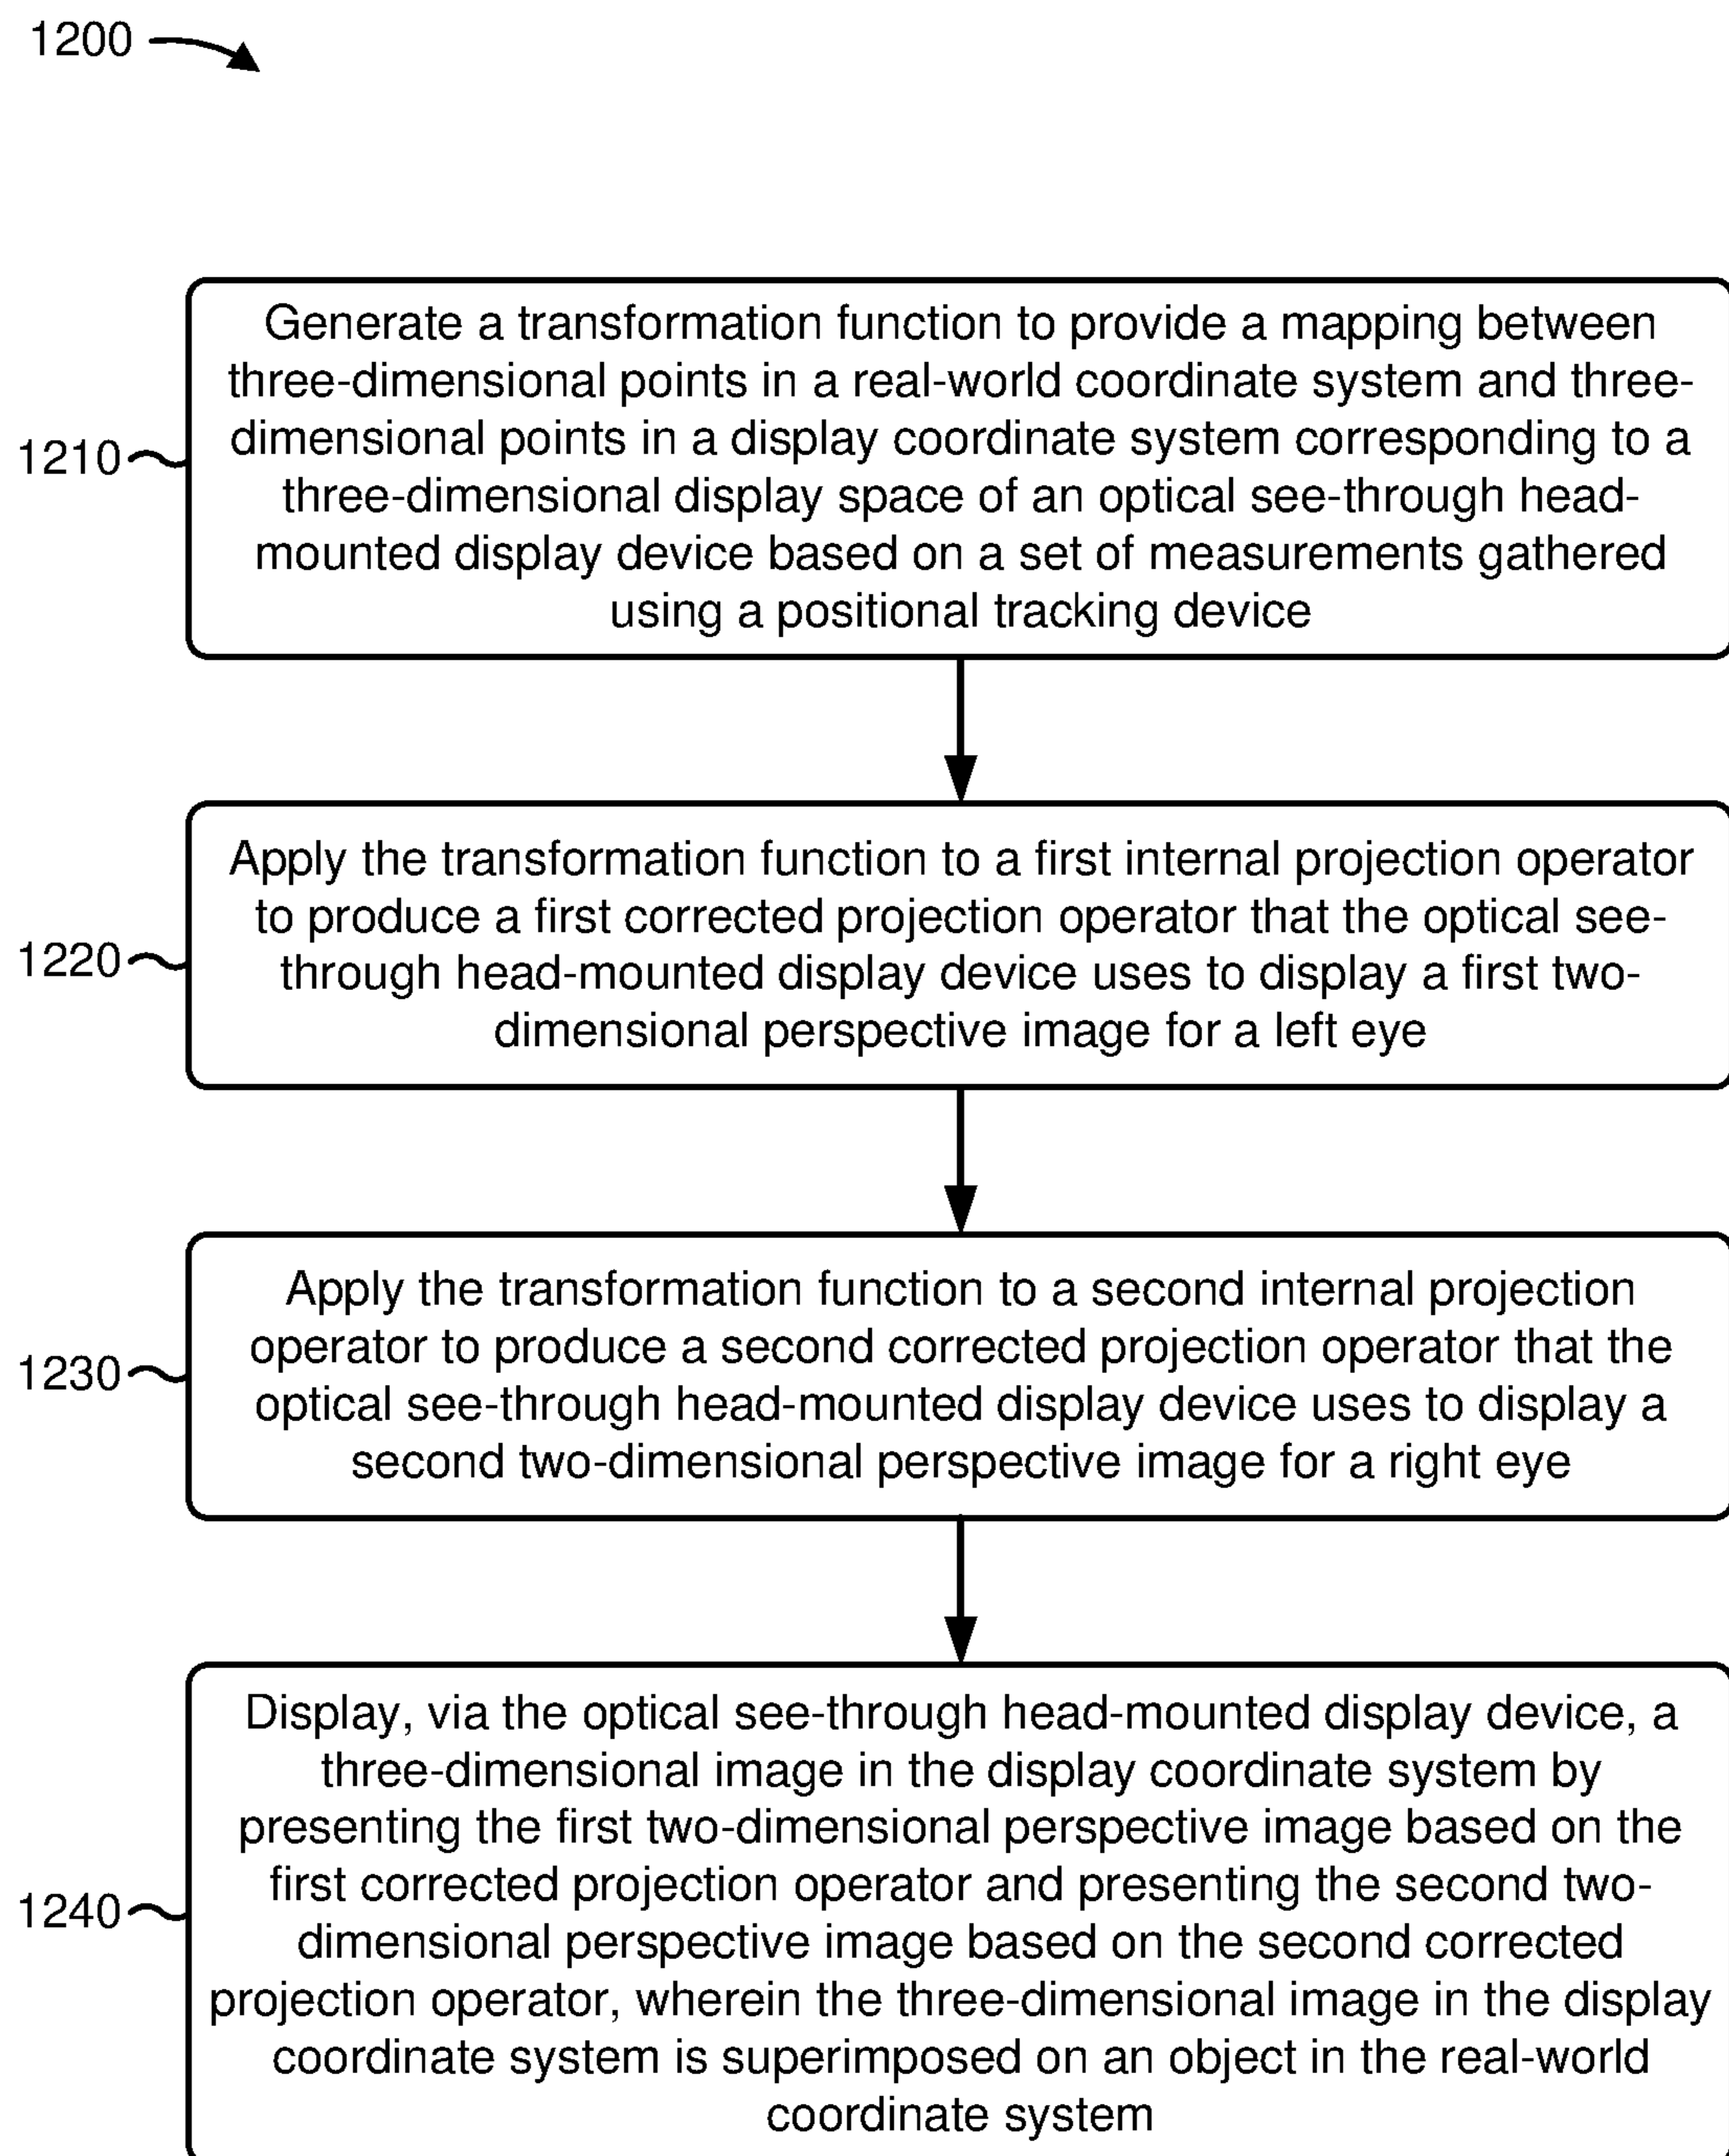 1200
Generate a transformation function to provide a mapping between
three-dimensional points in a real-world coordinate system and three-
dimensional points in a display coordinate system corresponding to a
three-dimensional display space of an optical see-through head-
mounted display device based on a set of measurements gathered
using a positional tracking device
1210
Apply the transformation function to a first internal projection operator
to produce a first corrected projection operator that the optical see-
through head-mounted display device uses to display a first two-
dimensional perspective image for a left eye
1220
Apply the transformation function to a second internal projection
operator to produce a second corrected projection operator that the
optical see-through head-mounted display device uses to display a
second two-dimensional perspective image for a right eye
1230
Display, via the optical see-through head-mounted display device, a
three-dimensional image in the display coordinate system by
presenting the first two-dimensional perspective image based on the
first corrected projection operator and presenting the second two-
dimensional perspective image based on the second corrected
projection operator, wherein the three-dimensional image in the display
coordinate system is superimposed on an object in the real-world
coordinate system
1240